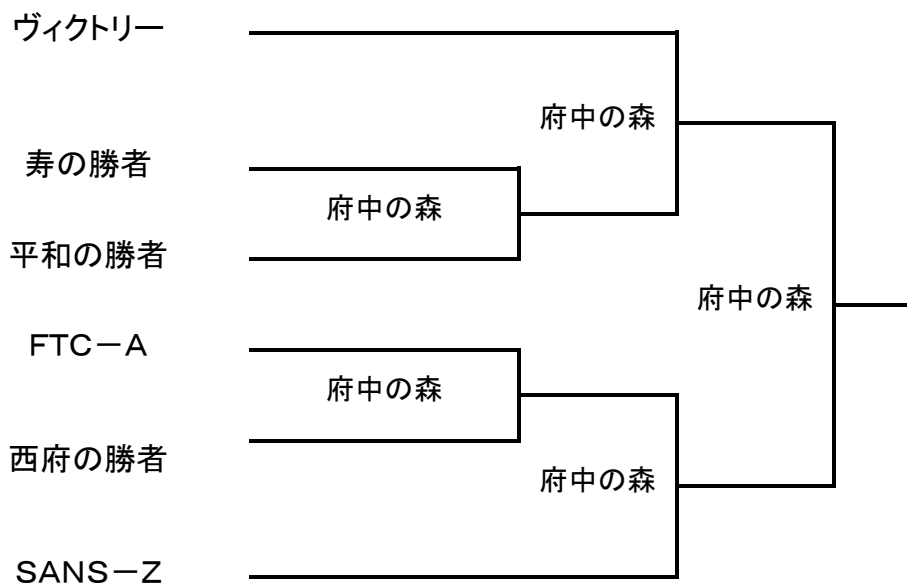 ヴィクトリー
府中の森
寿の勝者
府中の森
平和の勝者
府中の森
FTC－A
府中の森
西府の勝者
府中の森
SANS－Z